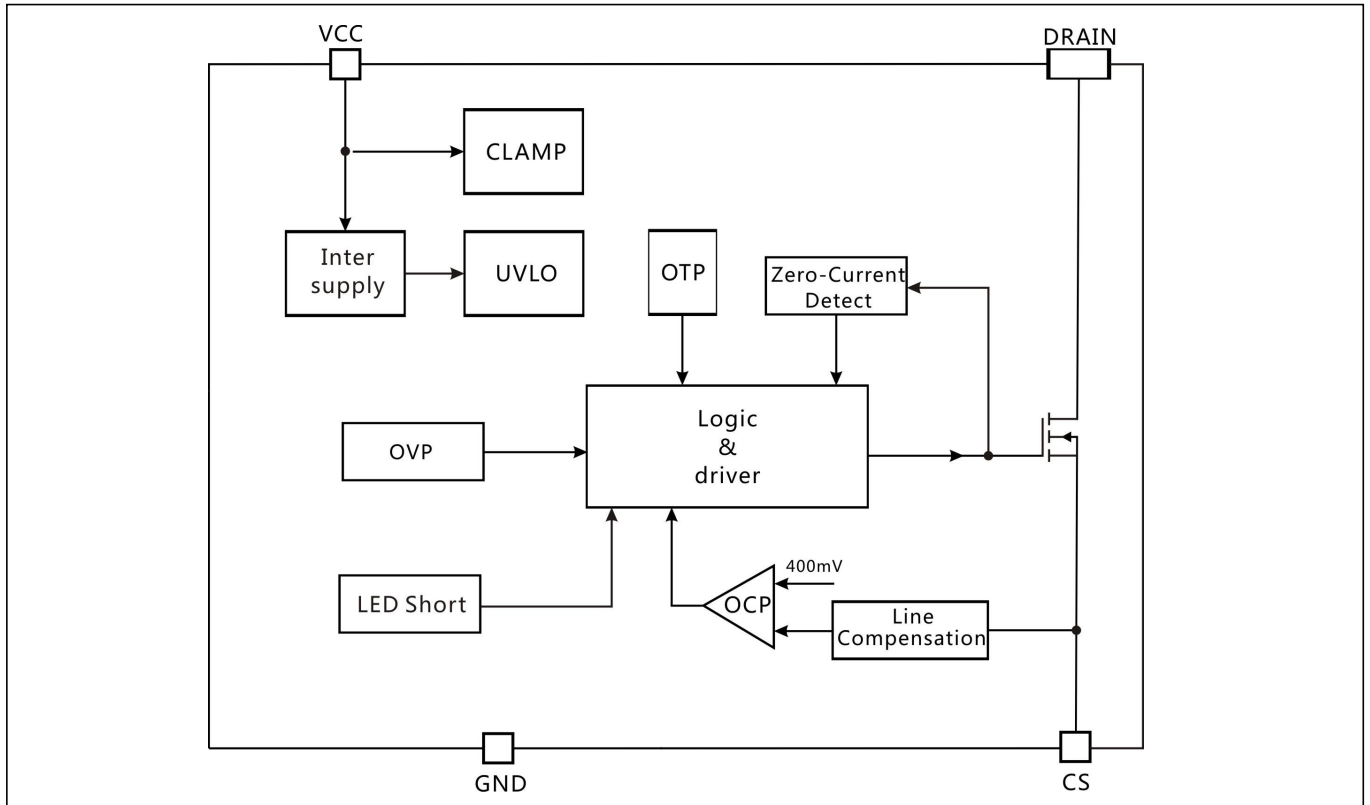 VCC
DRAIN
CLAMP
Inter
supply
UVLO
OTP
Zero-Current
Detect
Logic
&
driver
OVP
LED Short
400mV
OCP
Line
Compensation
GND
CS